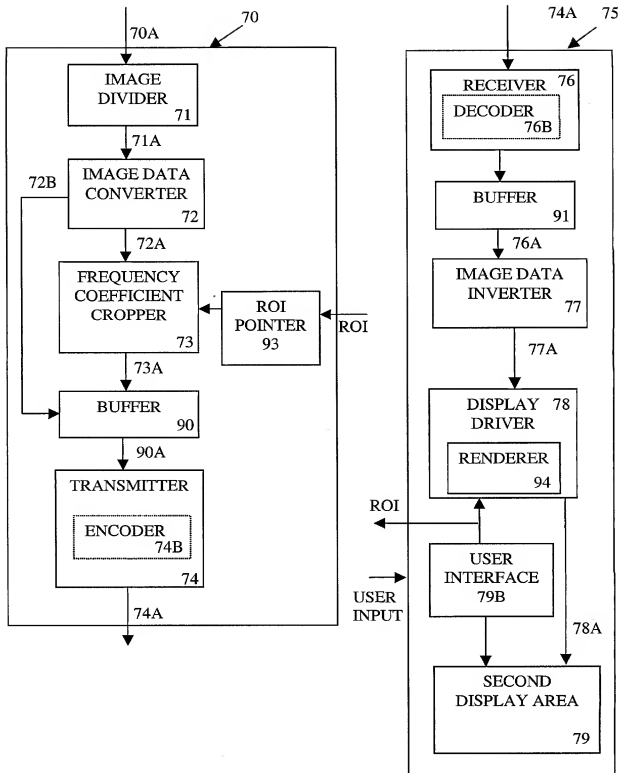 70A
70
IMAGE
DIVIDER
71
71A
72B
IMAGE DATA
CONVERTER
72
72A
FREQUENCY
COEFFICIENT
CROPPER
73
ROI
POINTER
93
ROI
73A
BUFFER
90
90A
TRANSMITTER
ENCODER
74B
74
74A
74A
75
RECEIVER
76
DECODER
76B
BUFFER
91
76A
IMAGE DATA
INVERTER
77
77A
DISPLAY
DRIVER
78
RENDERER
94
ROI
USER
INTERFACE
79B
USER
INPUT
78A
SECOND
DISPLAY AREA
79